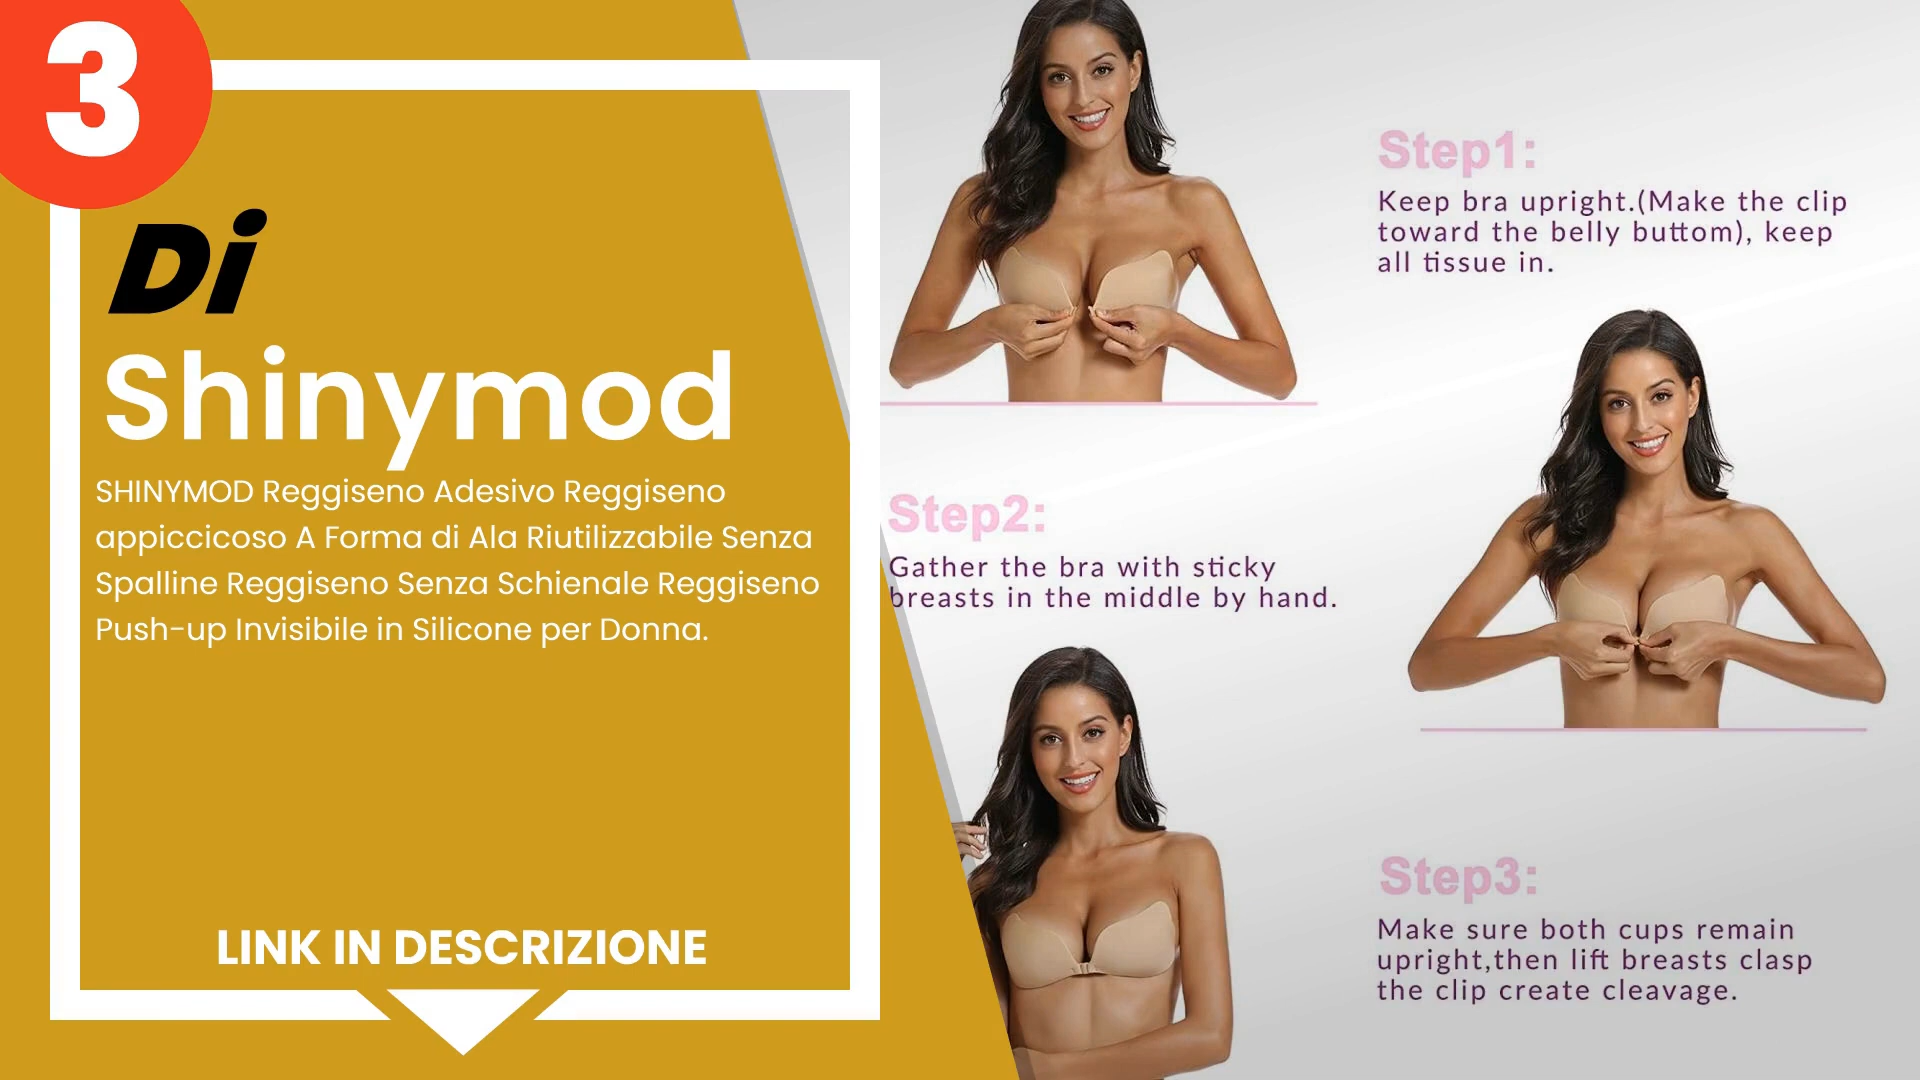 3
Di
Shinymod
SHINYMOD Reggiseno Adesivo Reggiseno
appiccicoso A Forma di Ala Riutilizzabile Senza
Spalline Reggiseno Senza Schienale Reggiseno
Push-up Invisibile in Silicone per Donna.
LINK IN DESCRIZIONE
Step1:
Keep bra upright.(Make the clip
toward the belly buttom), keep
all tissue in.
Step2:
Gather the bra with sticky
breasts in the middle by hand.
Step3:
Make sure both cups remain
upright,then lift breasts clasp
the clip create cleavage.